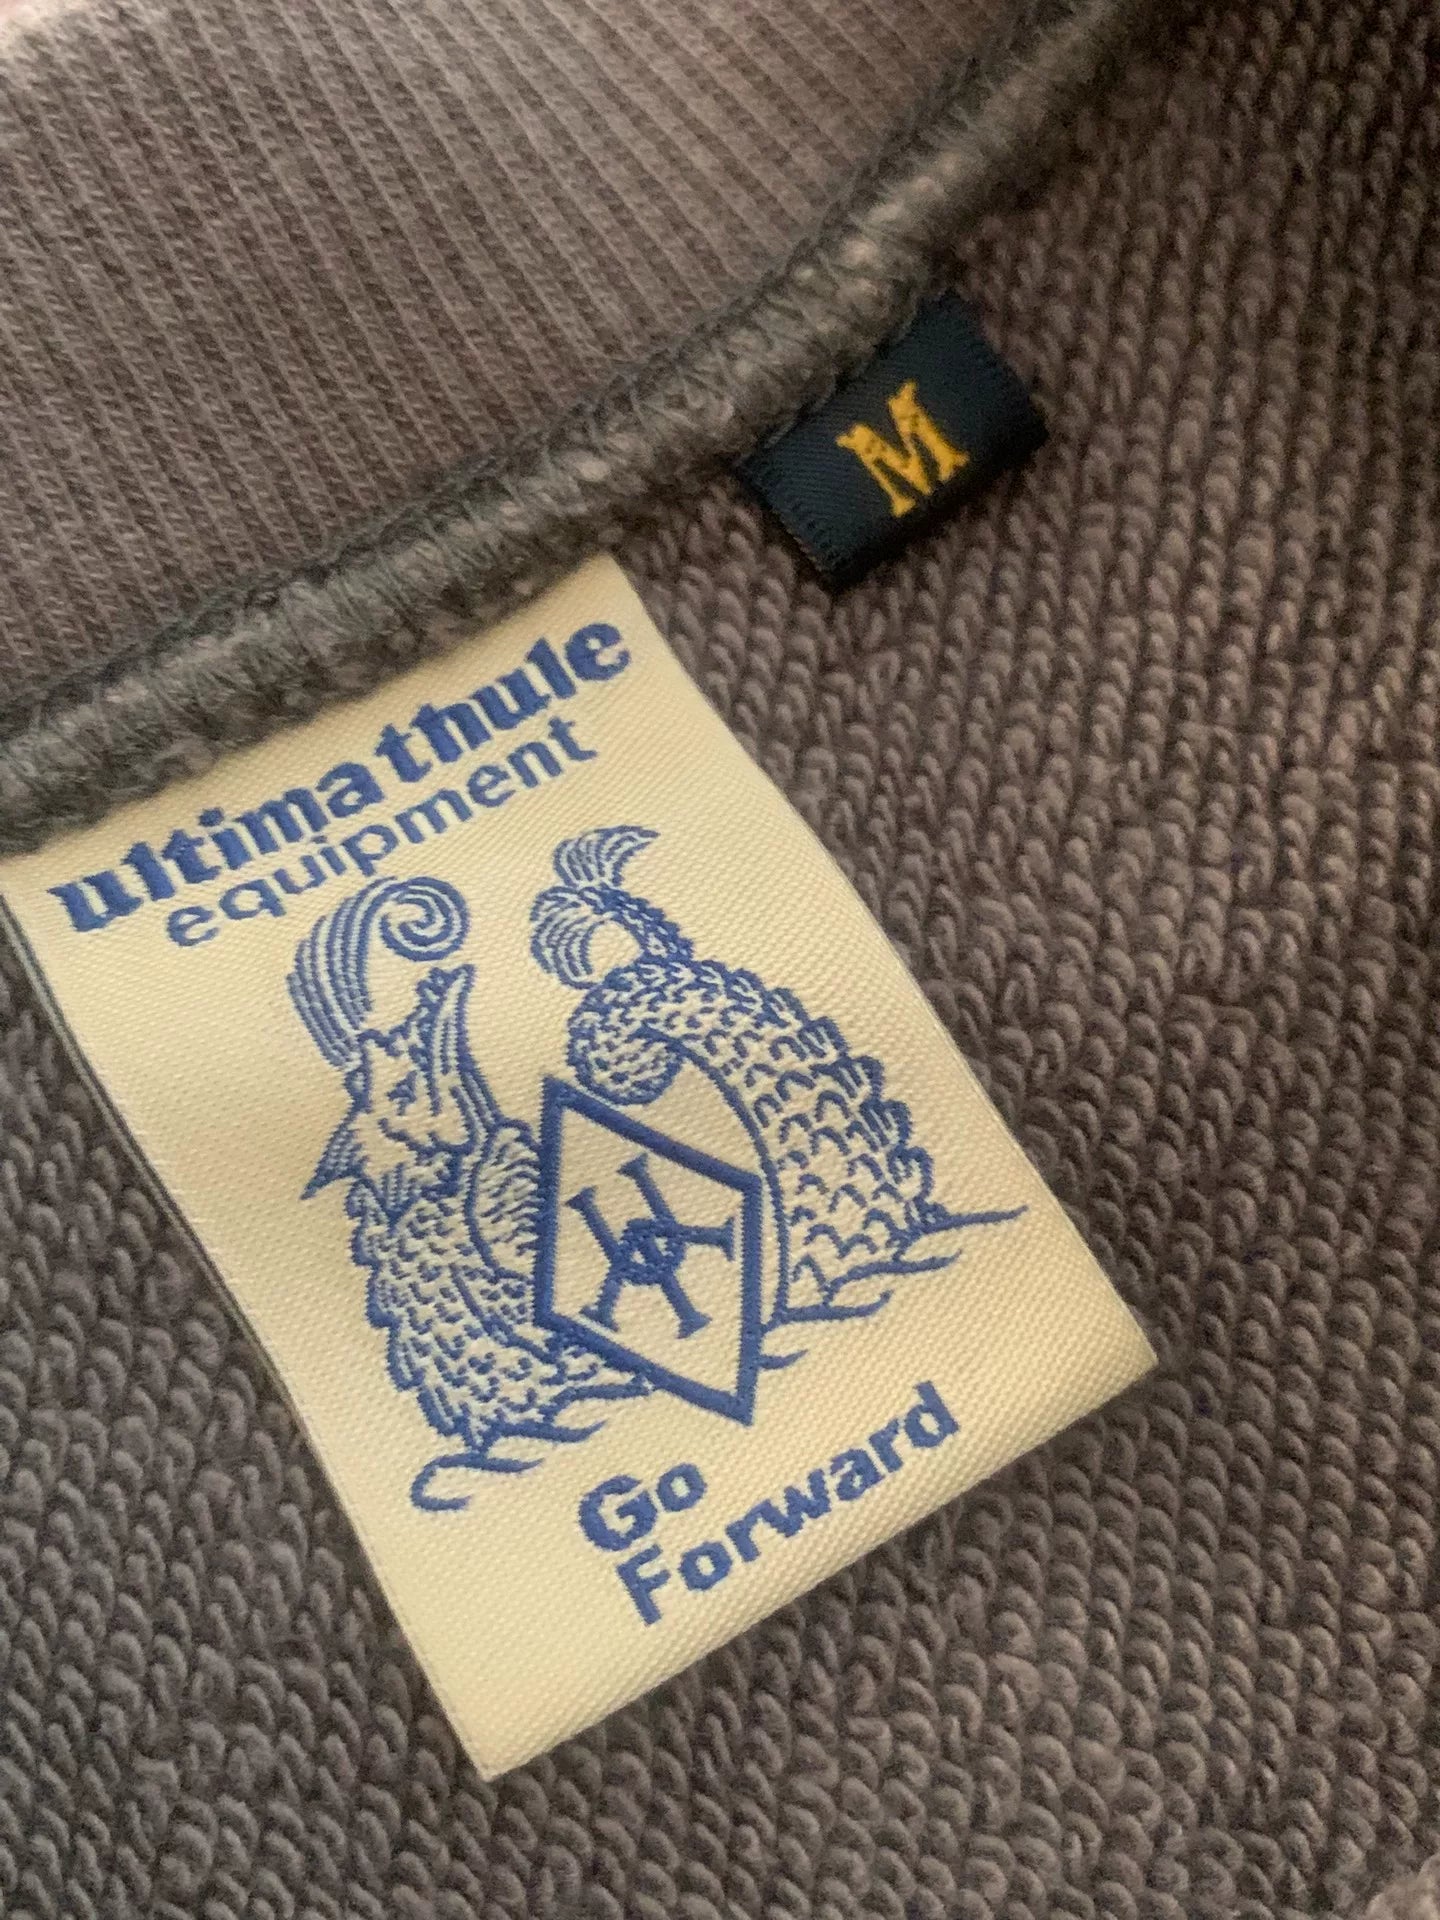 M
ultima thule
equipment
Go
Forward